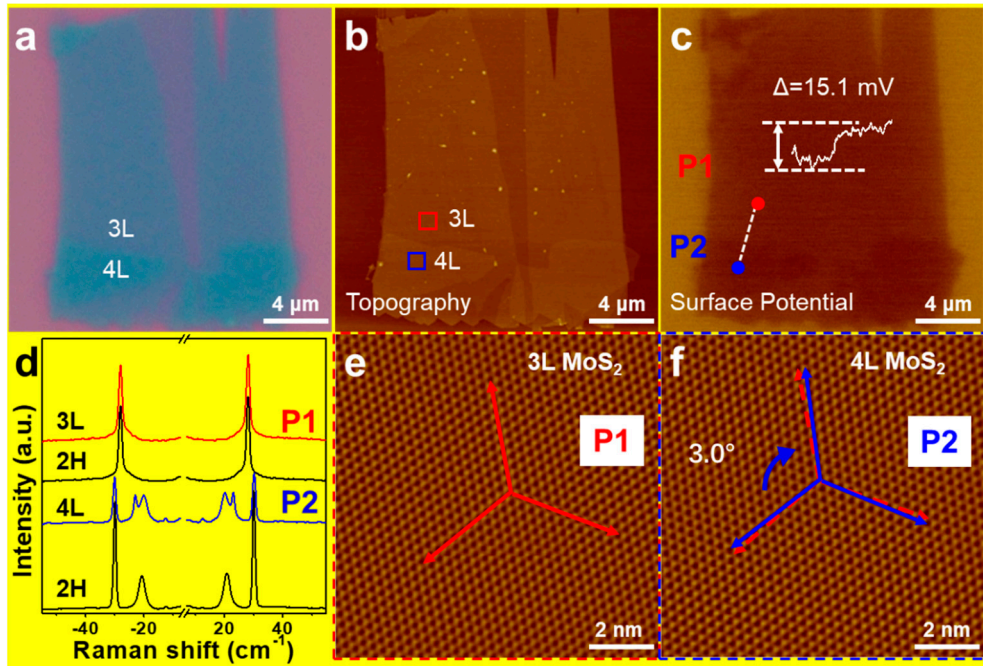 a
3L
4L
4 µm
b
3L
4L
Topography
4 µm
c
Δ=15.1 mV
P1
P2
Surface Potential
4 µm
d
Intensity (a.u.)
3L
P1
2H
4L
P2
2H
-40 -20 20 40
Raman shift (cm⁻¹)
e
3L MoS₂
P1
2 nm
f
4L MoS₂
3.0°
P2
2 nm